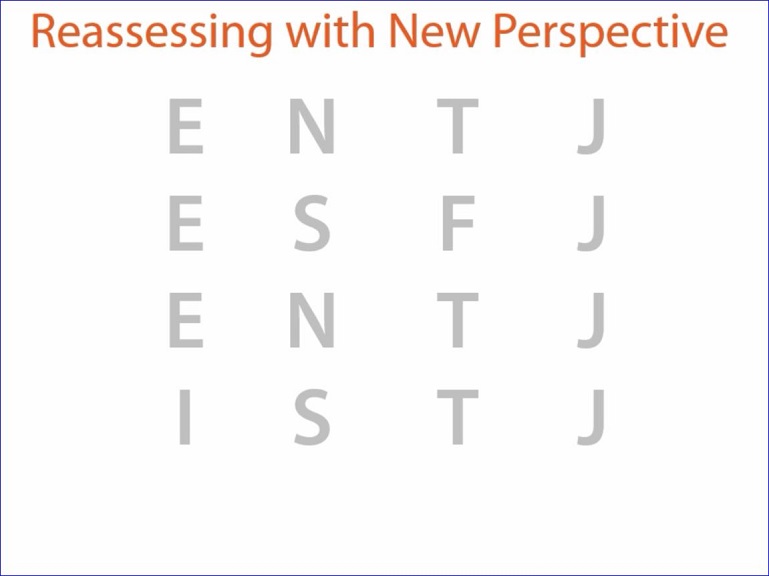 Reassessing with New Perspective
E N T J
E S F J
E N T J
I S T J